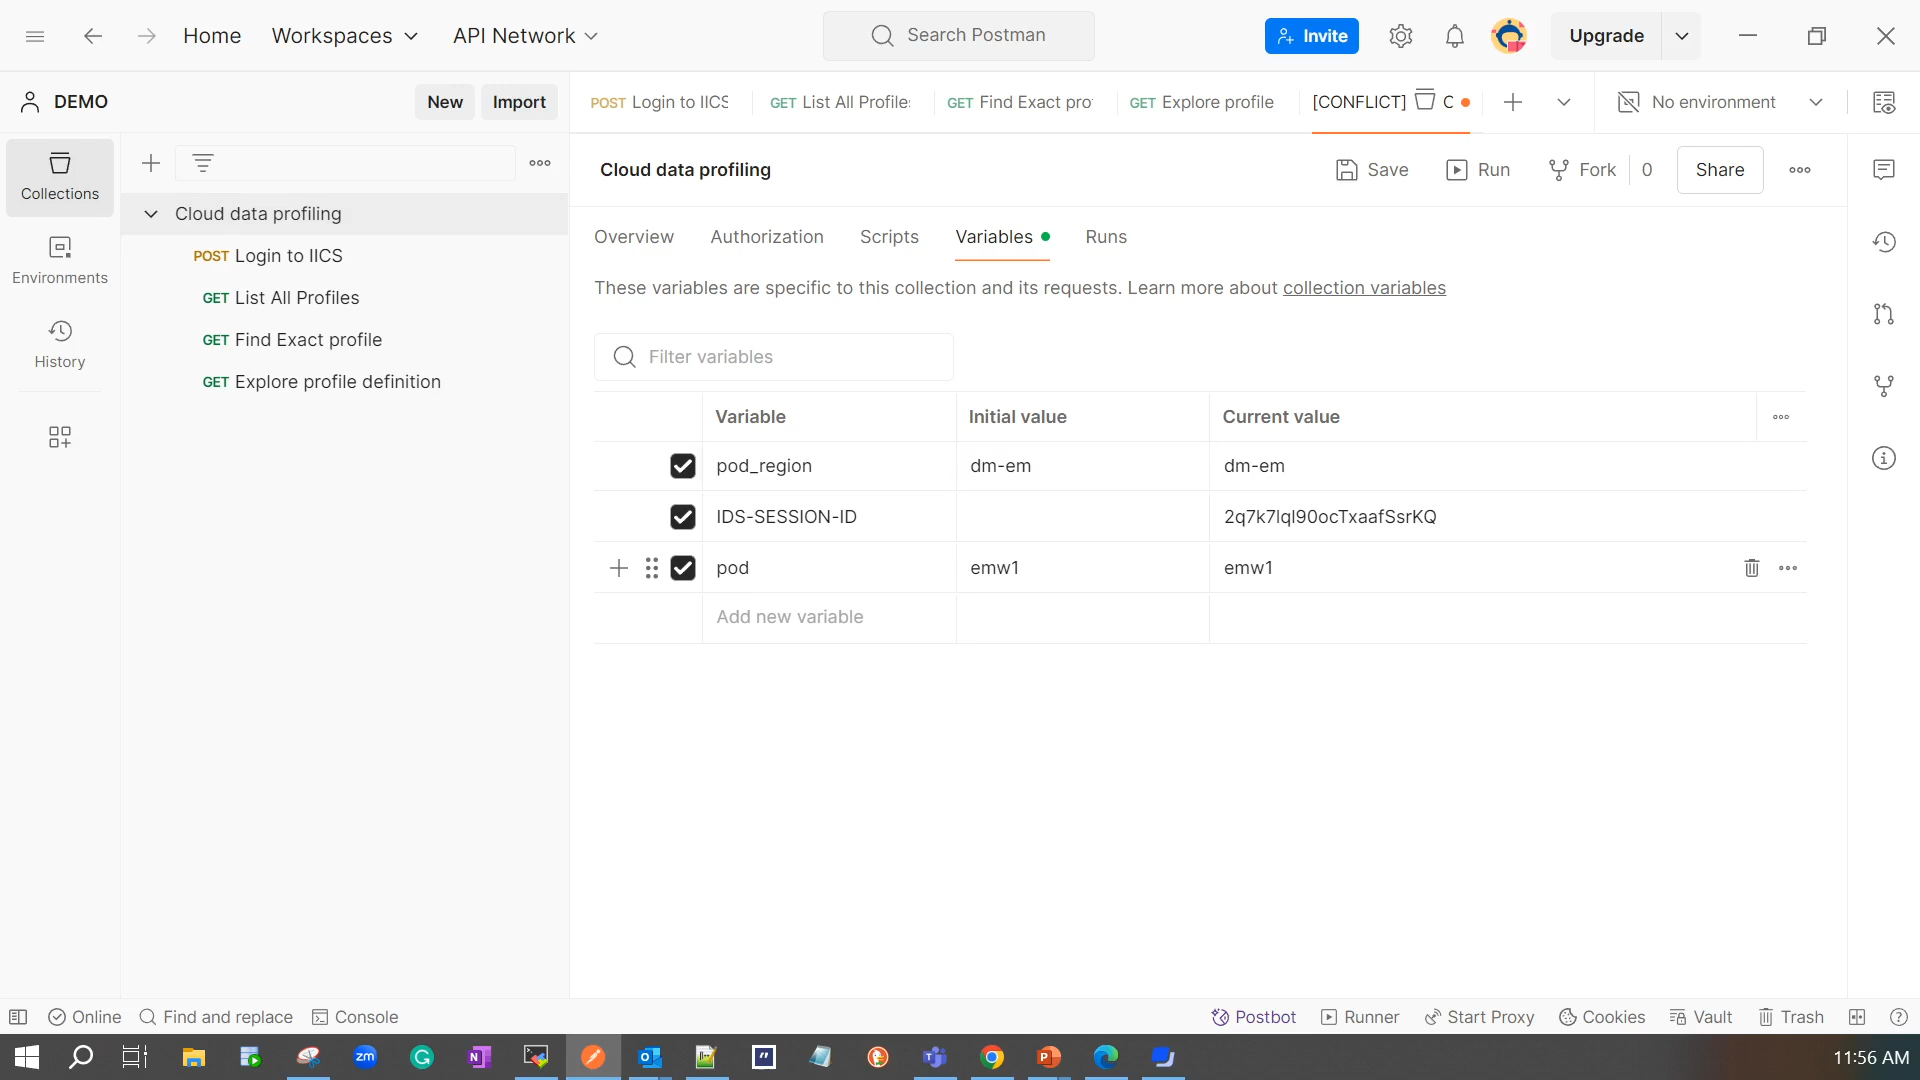 Home
Workspaces
API Network
Search Postman
Invite
Upgrade
DEMO
New
Import
POST Login to IICS
GET List All Profile
GET Find Exact pro
GET Explore profile
[CONFLICT] C
No environment
Collections
Environments
History
Cloud data profiling
POST Login to IICS
GET List All Profiles
GET Find Exact profile
GET Explore profile definition
Cloud data profiling
Save
Run
Fork
0
Share
Overview
Authorization
Scripts
Variables
Runs
These variables are specific to this collection and its requests. Learn more about collection variables
Filter variables
Variable
Initial value
Current value
pod_region
dm-em
dm-em
IDS-SESSION-ID
pod
emw1
emw1
Add new variable
Online
Find and replace
Console
Postbot
Runner
Start Proxy
Cookies
Vault
Trash
zm
11:56 AM